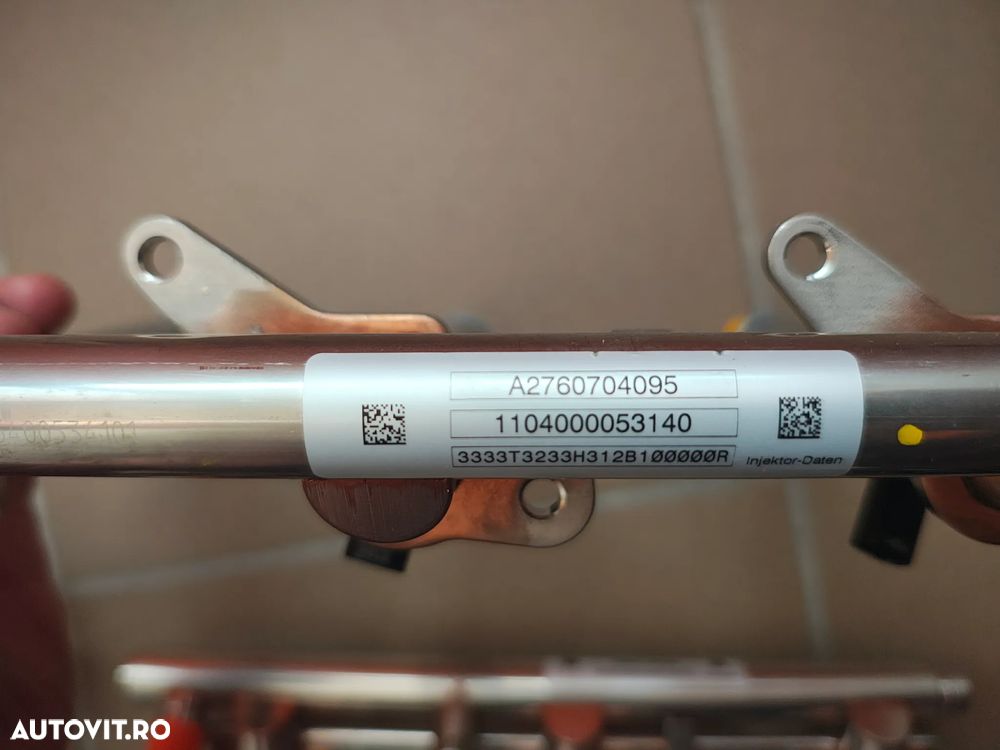 A2760704095
1104000053140
3333T3233H312B100000R
Injektor-Daten
AUTOVIT.RO